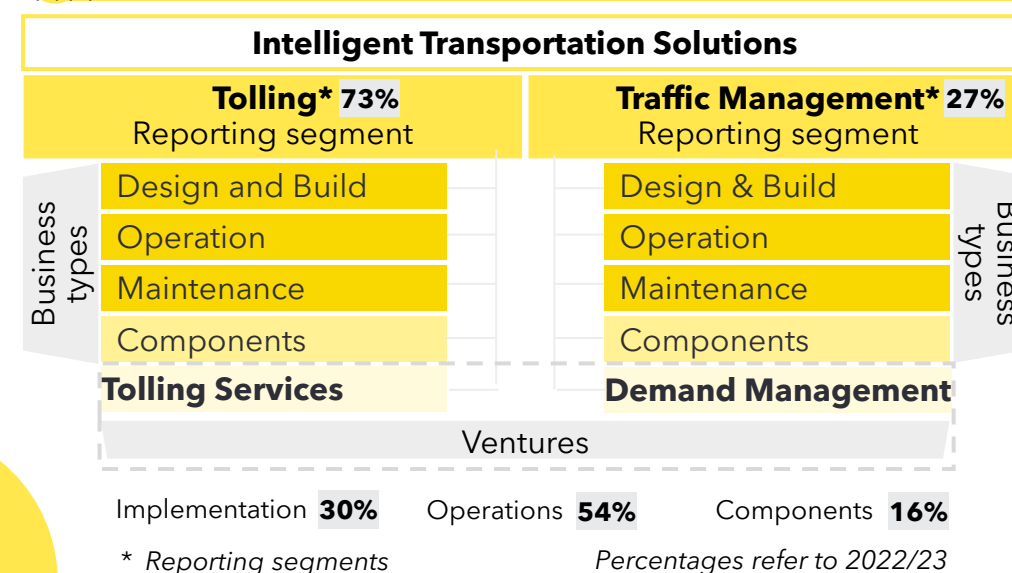 Intelligent Transportation Solutions
Tolling* 73%
Reporting segment
Traffic Management* 27%
Reporting segment
Business
types
Design and Build
Operation
Maintenance
Components
Tolling Services
Design & Build
Operation
Maintenance
Components
Demand Management
Business
types
Ventures
Implementation 30% Operations 54% Components 16%
* Reporting segments Percentages refer to 2022/23